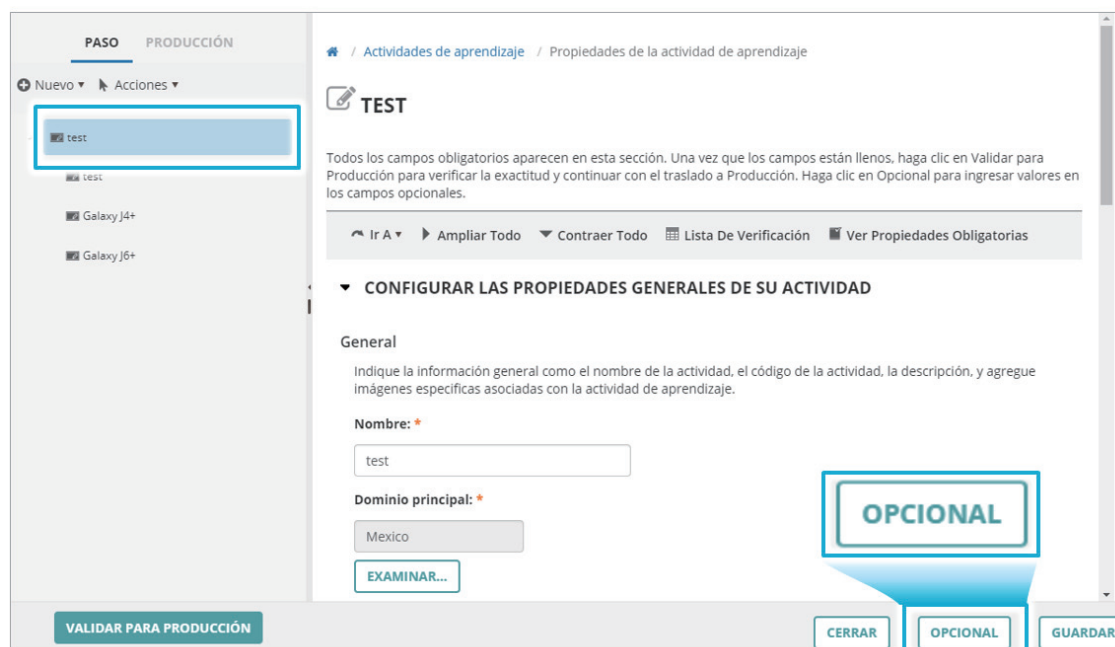 PASO PRODUCCIÓN
Nuevo Acciones
test
test
Galaxy J4+
Galaxy J6+
/ Actividades de aprendizaje / Propiedades de la actividad de aprendizaje
TEST
Todos los campos obligatorios aparecen en esta sección. Una vez que los campos están llenos, haga clic en Validar para
Producción para verificar la exactitud y continuar con el traslado a Producción. Haga clic en Opcional para ingresar valores en
los campos opcionales.
Ir A Ampliar Todo Contraer Todo Lista De Verificación Ver Propiedades Obligatorias
CONFIGURAR LAS PROPIEDADES GENERALES DE SU ACTIVIDAD
General
Indique la información general como el nombre de la actividad, el código de la actividad, la descripción, y agregue
imágenes especificas asociadas con la actividad de aprendizaje.
Nombre: *
test
Dominio principal: *
Mexico
EXAMINAR...
OPCIONAL
VALIDAR PARA PRODUCCIÓN
CERRAR OPCIONAL GUARDAR